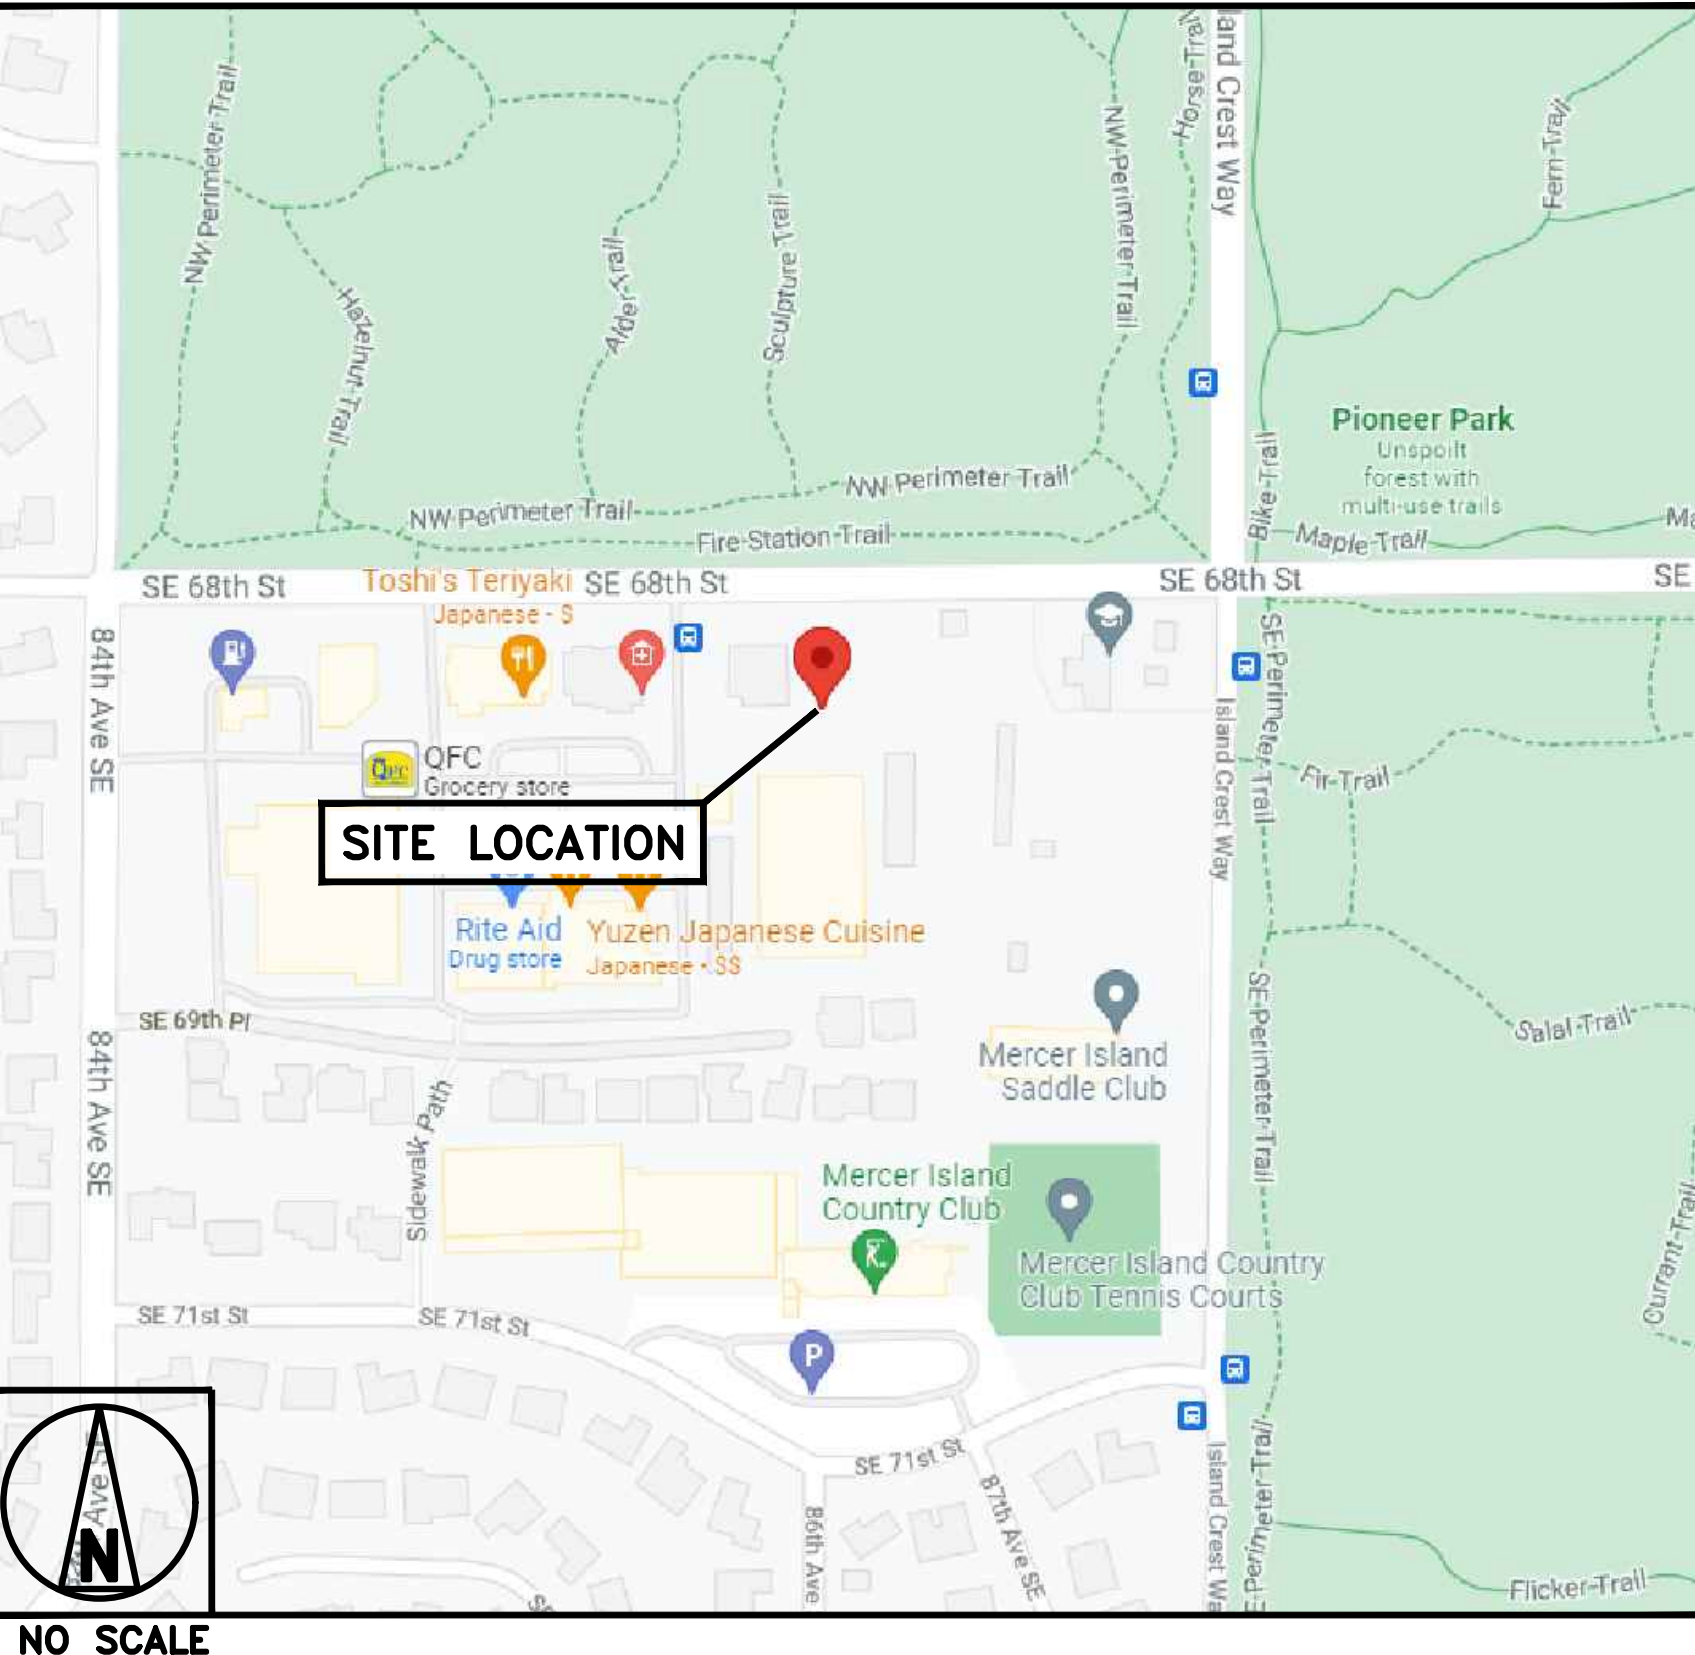 NW Perimeter Trail
Hazelnut Trail
Alder Trail
Sculpture Trail
NW Perimeter Trail
Horse Trail
land Crest Way
Fern Trail
Pioneer Park
Unspoilt
forest with
multi-use trails
Bike Trail
Maple Trail
Ma
NW Perimeter Trail
NW Perimeter Trail
Fire Station Trail
SE 68th St
Toshi's Teriyaki
Japanese - $
SE 68th St
SE 68th St
SE
84th Ave SE
SE Perimeter Trail
Island Crest Way
Fir Trail
QFC
QFC
Grocery store
SITE LOCATION
Rite Aid
Drug store
Yuzen Japanese Cuisine
Japanese • $$
SE 69th Pl
84th Ave SE
Sidewalk Path
SE Perimeter Trail
Salal Trail
Mercer Island
Saddle Club
Mercer Island
Country Club
Mercer Island Country
Club Tennis Courts
Currant Trail
SE 71st St
SE 71st St
P
SE 71st St
86th Ave
87th Ave SE
Island Crest Wa
E Perimeter Trail
Flicker Trail
84th Ave SE
N
NO SCALE